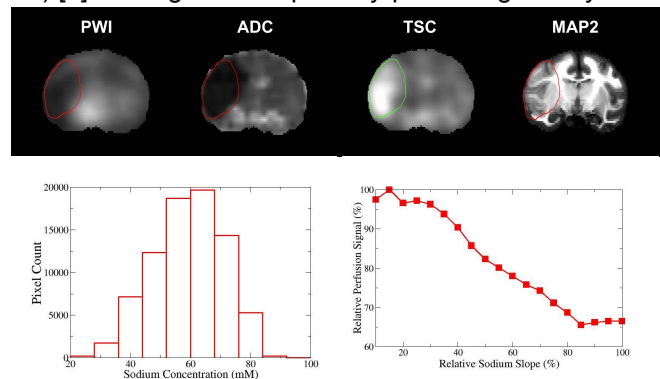 PWI ADC TSC MAP2
20000
15000
10000
5000
0
Pixel Count
20 40 60 80 100
Sodium Concentration (mM)
100
90
80
70
60
Relative Perfusion Signal (%)
20 40 60 80 100
Relative Sodium Slope (%)